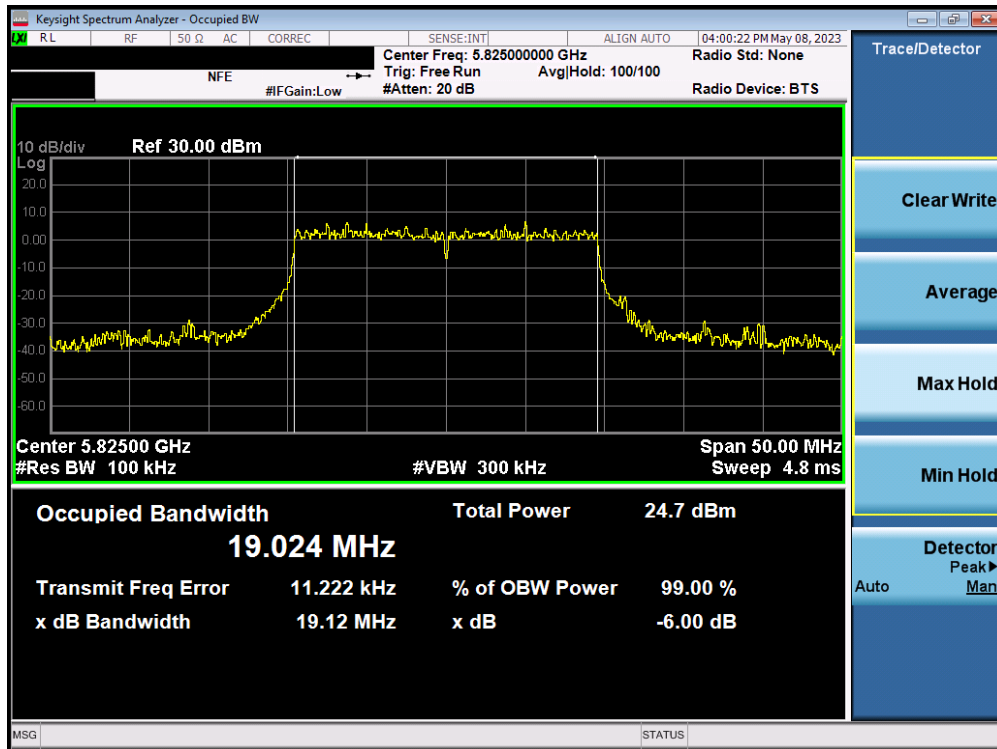 Keysight Spectrum Analyzer - Occupied BW
LXI RL RF 50 Ω AC CORREC SENSE:INT ALIGN AUTO 04:00:22 PM May 08, 2023
Center Freq: 5.825000000 GHz Radio Std: None
NFE Trig: Free Run Avg|Hold: 100/100
#IFGain:Low #Atten: 20 dB Radio Device: BTS
Trace/Detector
10 dB/div Ref 30.00 dBm
Log
20.0
10.0
0.00
-10.0
-20.0
-30.0
-40.0
-50.0
-60.0
Center 5.82500 GHz Span 50.00 MHz
#Res BW 100 kHz #VBW 300 kHz Sweep 4.8 ms
Occupied Bandwidth Total Power 24.7 dBm
19.024 MHz
Transmit Freq Error 11.222 kHz % of OBW Power 99.00 %
x dB Bandwidth 19.12 MHz x dB -6.00 dB
Clear Write
Average
Max Hold
Min Hold
Detector
Peak▶
Auto Man
MSG STATUS